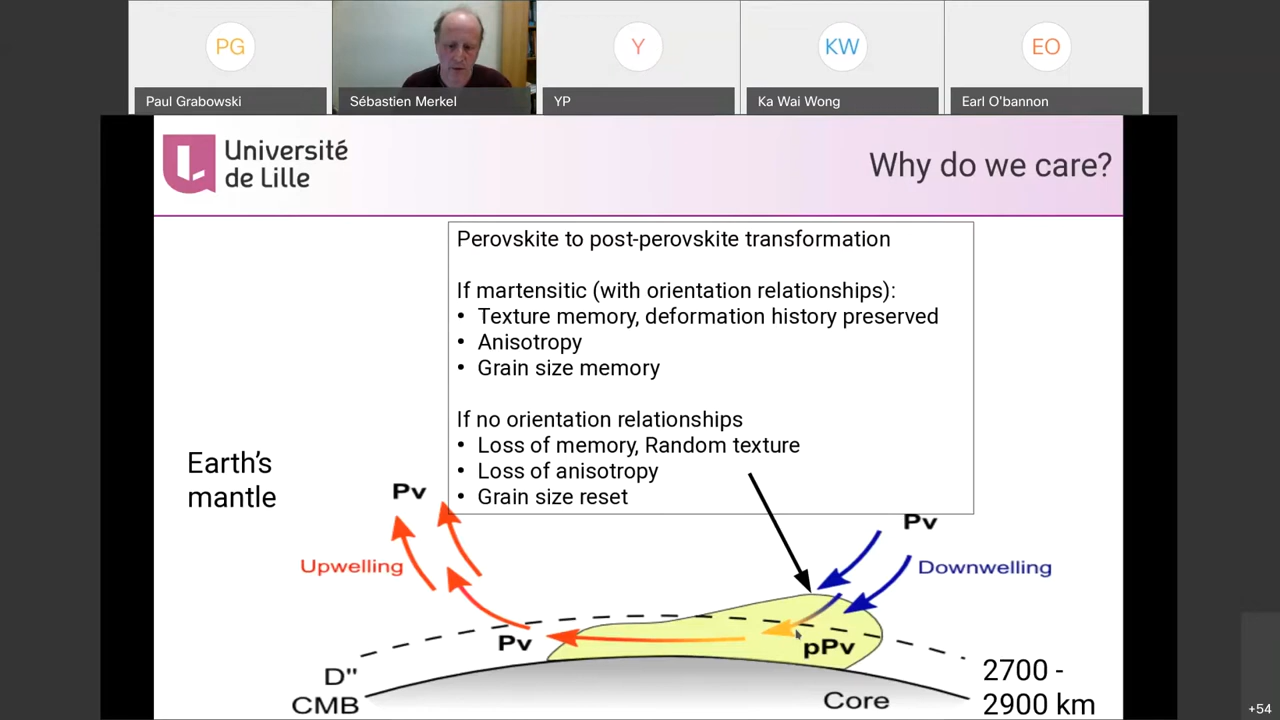 PG
Y
KW
EO
Paul Grabowski
Sébastien Merkel
YP
Ka Wai Wong
Earl O'bannon
Université
de Lille
Why do we care?
Perovskite to post-perovskite transformation
If martensitic (with orientation relationships):
• Texture memory, deformation history preserved
• Anisotropy
• Grain size memory
If no orientation relationships
• Loss of memory, Random texture
• Loss of anisotropy
• Grain size reset
Earth's
mantle
Pv
Pv
Upwelling
Downwelling
Pv
pPv
D"
CMB
Core
2700 -
2900 km
+54